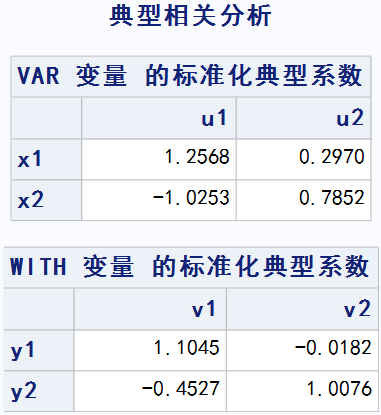 典型相关分析
VAR 变量 的标准化典型系数
u1 u2
x1 1.2568 0.2970
x2 -1.0253 0.7852
WITH 变量 的标准化典型系数
v1 v2
y1 1.1045 -0.0182
y2 -0.4527 1.0076